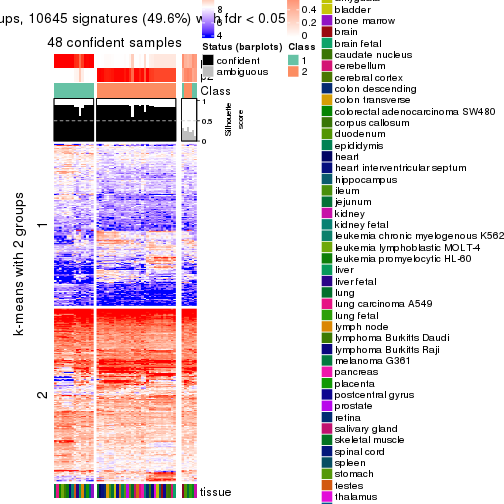 ups, 10645 signatures (49.6%) with fdr < 0.05
48 confident samples
p2
Class
1
0.5
0
Silhouette
score
k-means with 2 groups
1
2
tissue
8
6
4
Status (barplots)
confident
ambiguous
0.4
0.2
0
Class
1
2
bladder
bone marrow
brain
brain fetal
caudate nucleus
cerebellum
cerebral cortex
colon descending
colon transverse
colorectal adenocarcinoma SW480
corpus callosum
duodenum
epididymis
heart
heart interventricular septum
hippocampus
ileum
jejunum
kidney
kidney fetal
leukemia chronic myelogenous K562
leukemia lymphoblastic MOLT-4
leukemia promyelocytic HL-60
liver
liver fetal
lung
lung carcinoma A549
lung fetal
lymph node
lymphoma Burkitts Daudi
lymphoma Burkitts Raji
melanoma G361
pancreas
placenta
postcentral gyrus
prostate
retina
salivary gland
skeletal muscle
spinal cord
spleen
stomach
testes
thalamus